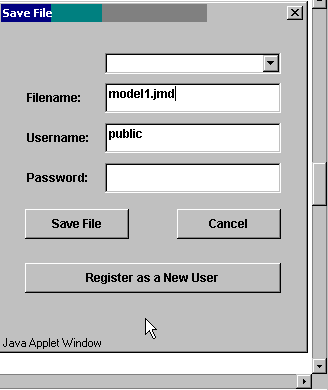 Save File
Filename: model1.jmd
Username: public
Password:
Save File Cancel
Register as a New User
Java Applet Window